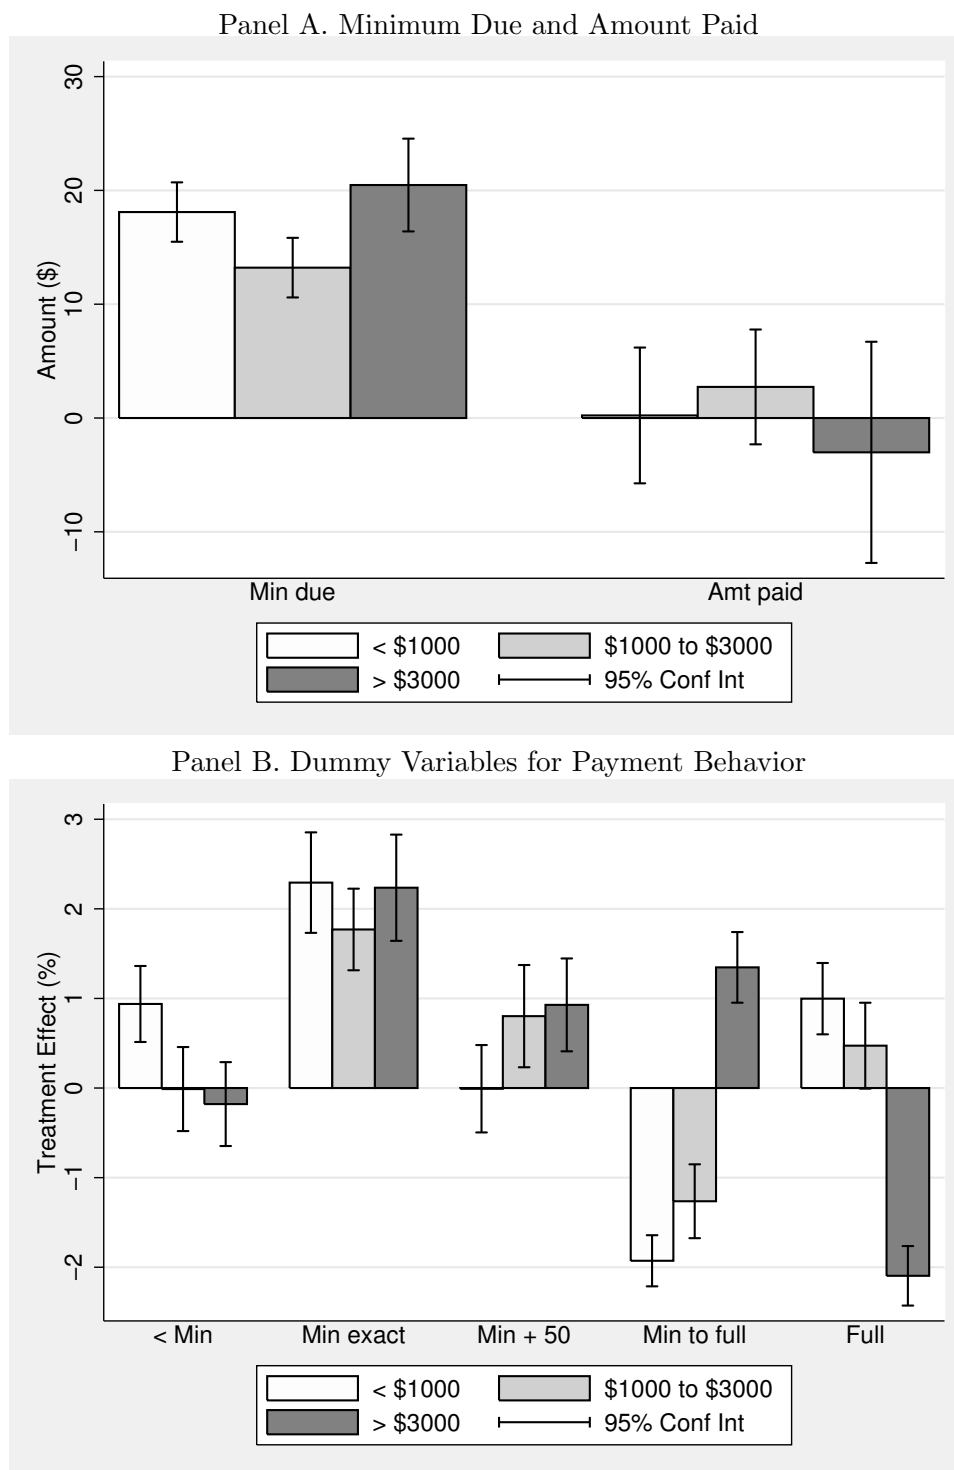 Panel A. Minimum Due and Amount Paid
30
20
10
0
−10
Amount ($)
Min due
Amt paid
< $1000
$1000 to $3000
> $3000
95% Conf Int
Panel B. Dummy Variables for Payment Behavior
3
2
1
0
−1
−2
Treatment Effect (%)
< Min
Min exact
Min + 50
Min to full
Full
< $1000
$1000 to $3000
> $3000
95% Conf Int